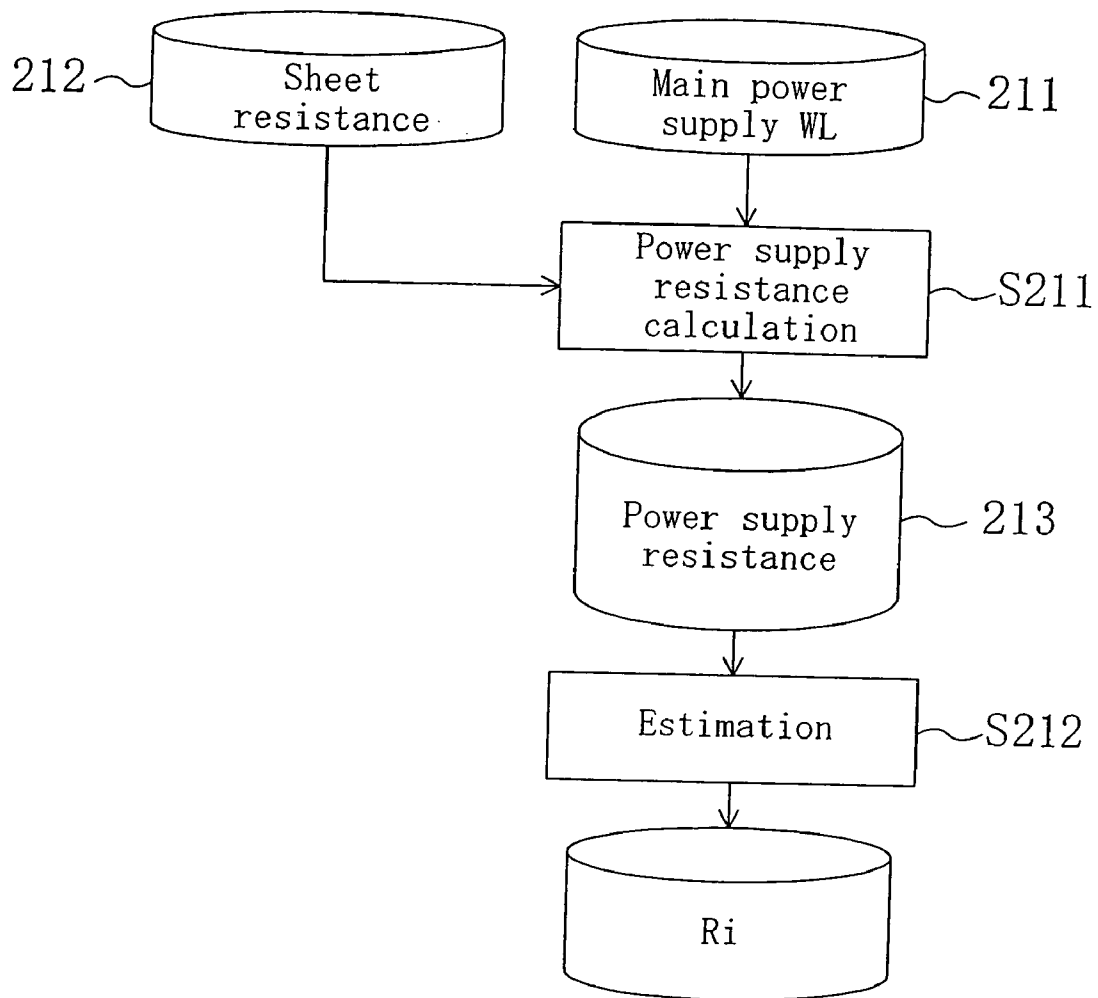 212
Sheet
resistance
Main power
supply WL
211
Power supply
resistance
calculation
S211
Power supply
resistance
213
Estimation
S212
Ri